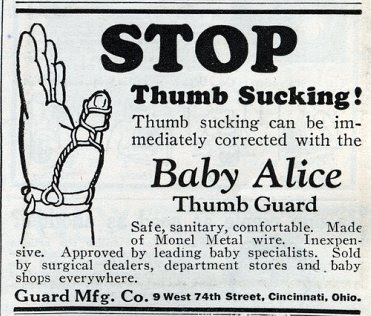 STOP
Thumb Sucking!
Thumb sucking can be im-
mediately corrected with the
Baby Alice
Thumb Guard
Safe, sanitary, comfortable. Made
of Monel Metal wire. Inexpen-
sive. Approved by leading baby specialists. Sold
by surgical dealers, department stores and baby
shops everywhere.
Guard Mfg. Co. 9 West 74th Street, Cincinnati, Ohio.